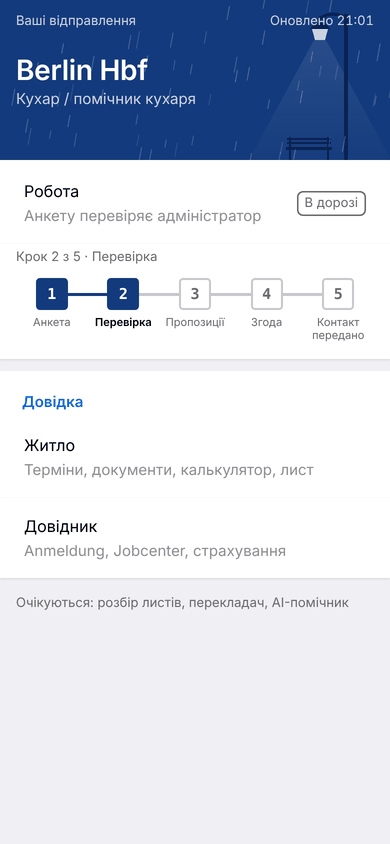 Ваші відправлення
Оновлено 21:01
Berlin Hbf
Кухар / помічник кухаря
Робота
Анкету перевіряє адміністратор
В дорозі
Крок 2 з 5 · Перевірка
1 2 3 4 5
Анкета Перевірка Пропозиції Згода Контакт
передано
Довідка
Житло
Терміни, документи, калькулятор, лист
Довідник
Anmeldung, Jobcenter, страхування
Очікуються: розбір листів, перекладач, AI-помічник